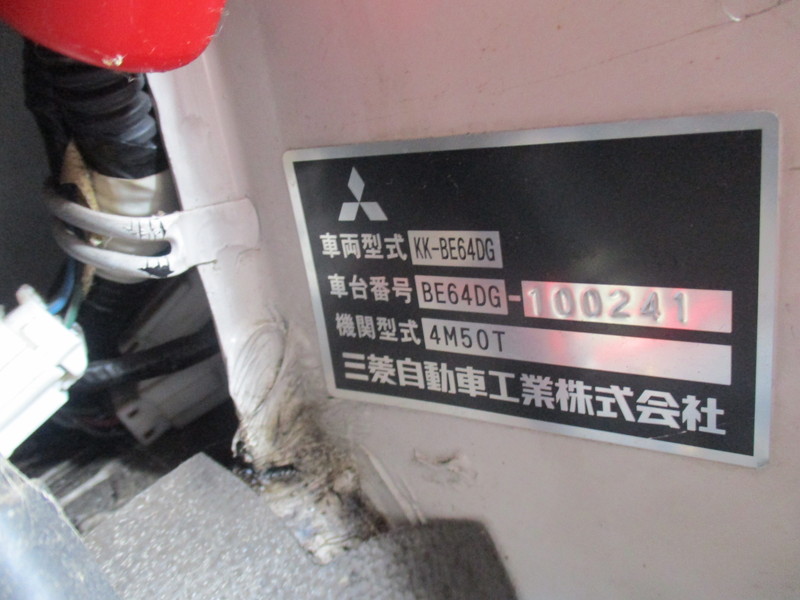 車両型式 KK-BE64DG
車台番号 BE64DG-100241
機関型式 4M50T
三菱自動車工業株式会社